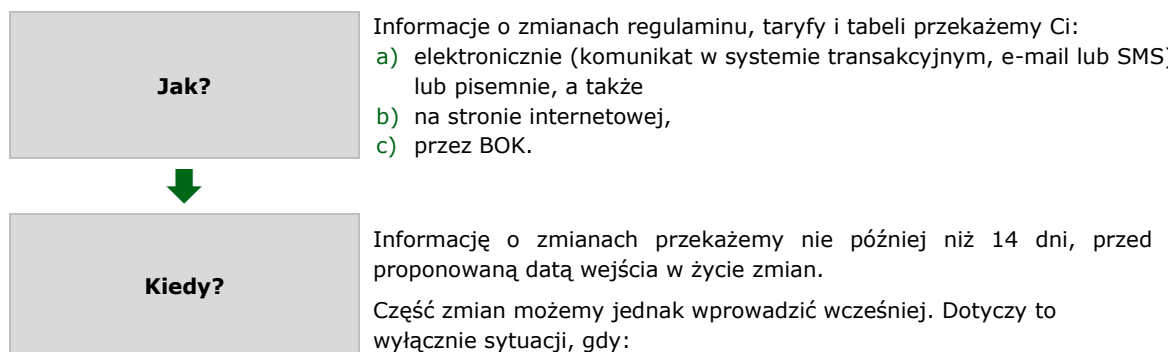 Jak?
Informacje o zmianach regulaminu, taryfy i tabeli przekażemy Ci:
a) elektronicznie (komunikat w systemie transakcyjnym, e-mail lub SMS)
lub pisemnie, a także
b) na stronie internetowej,
c) przez BOK.
Kiedy?
Informację o zmianach przekażemy nie później niż 14 dni, przed
proponowaną datą wejścia w życie zmian.
Część zmian możemy jednak wprowadzić wcześniej. Dotyczy to
wyłącznie sytuacji, gdy: